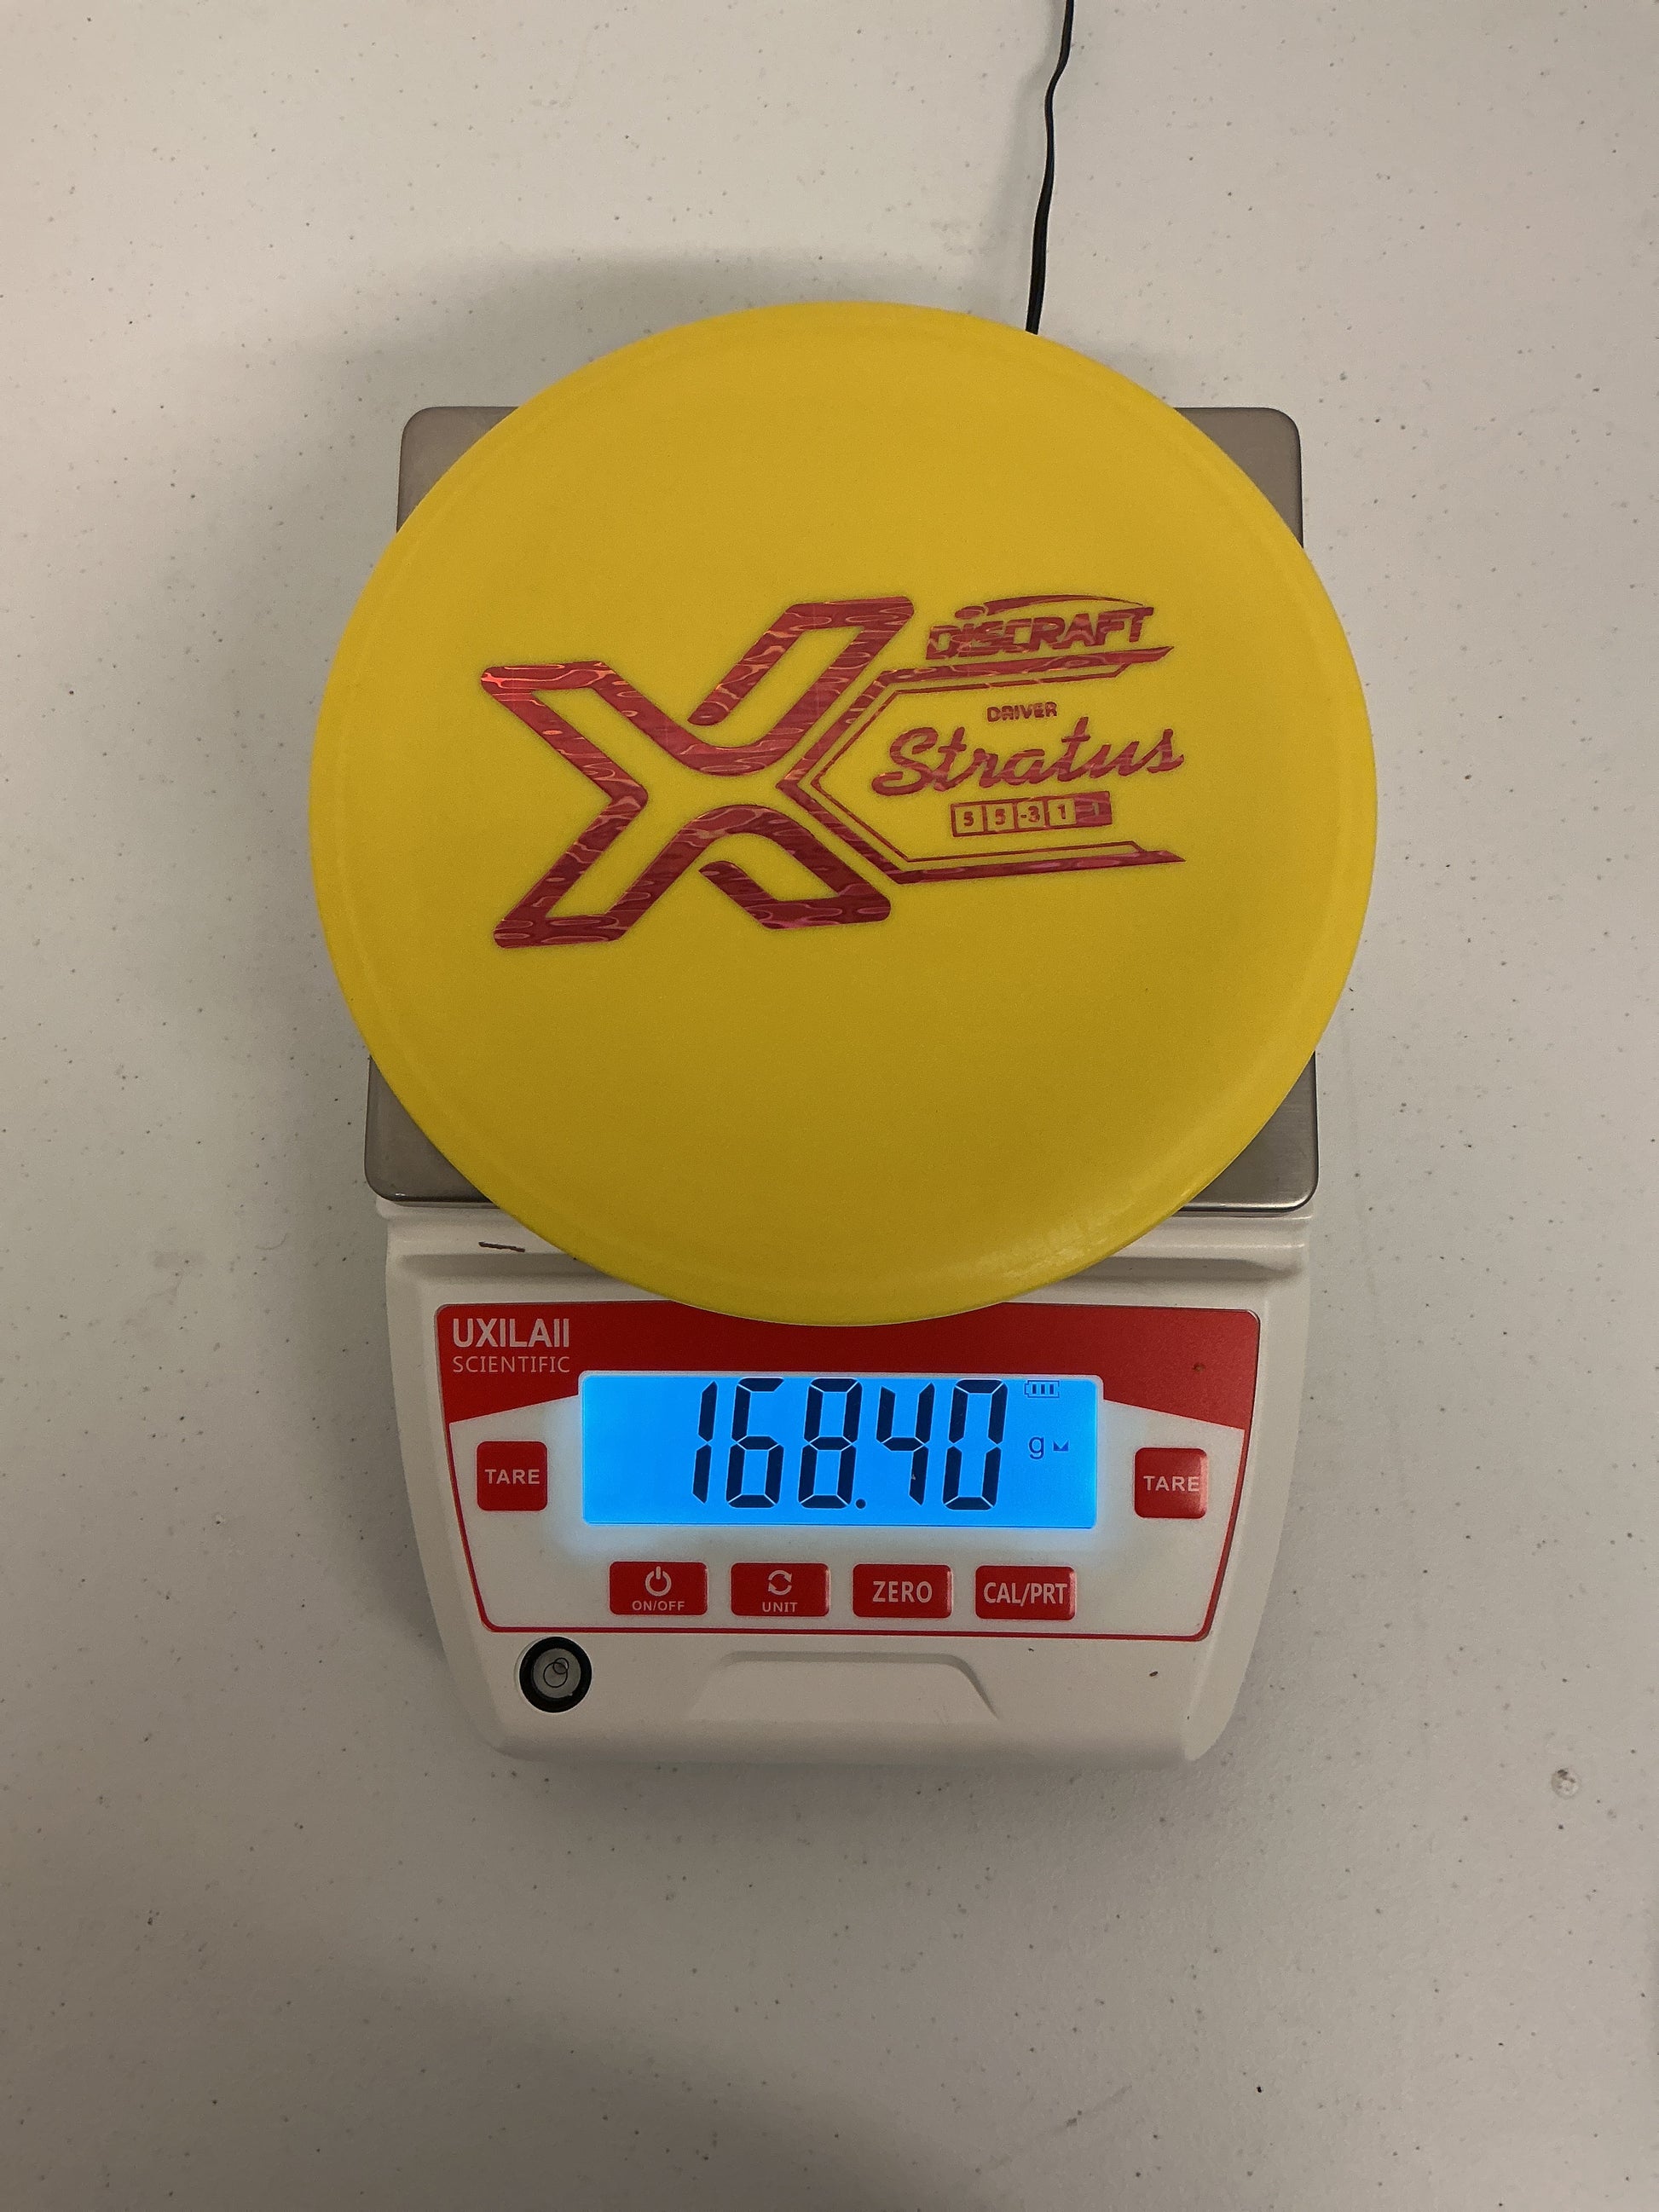 DISCRAFT
DRIVER
Stratus
5 5 -3 1
UXILAII
SCIENTIFIC
168.40 g
TARE
TARE
ON/OFF
UNIT
ZERO
CAL/PRT